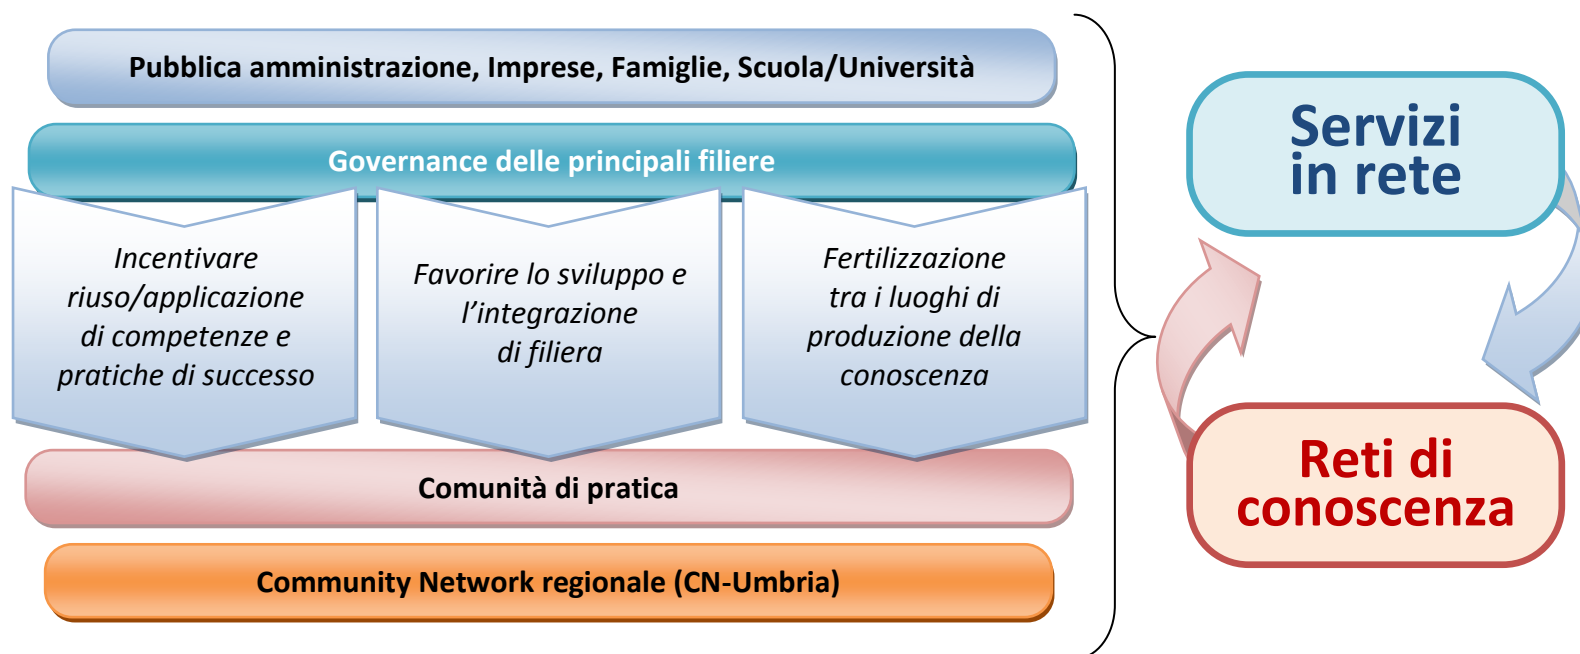 Pubblica amministrazione, Imprese, Famiglie, Scuola/Università
Governance delle principali filiere
Incentivare
riuso/applicazione
di competenze e
pratiche di successo
Favorire lo sviluppo e
l’integrazione
di filiera
Fertilizzazione
tra i luoghi di
produzione della
conoscenza
Comunità di pratica
Community Network regionale (CN-Umbria)
Servizi
in rete
Reti di
conoscenza